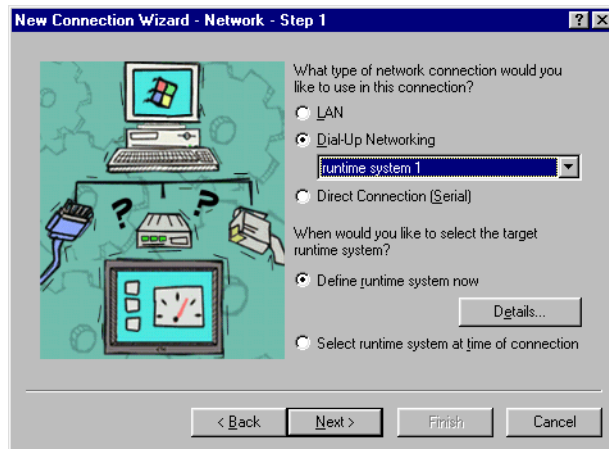 New Connection Wizard - Network - Step 1
What type of network connection would you
like to use in this connection?
LAN
Dial-Up Networking
runtime system 1
Direct Connection (Serial)
When would you like to select the target
runtime system?
Define runtime system now
Details...
Select runtime system at time of connection
< Back
Next >
Finish
Cancel